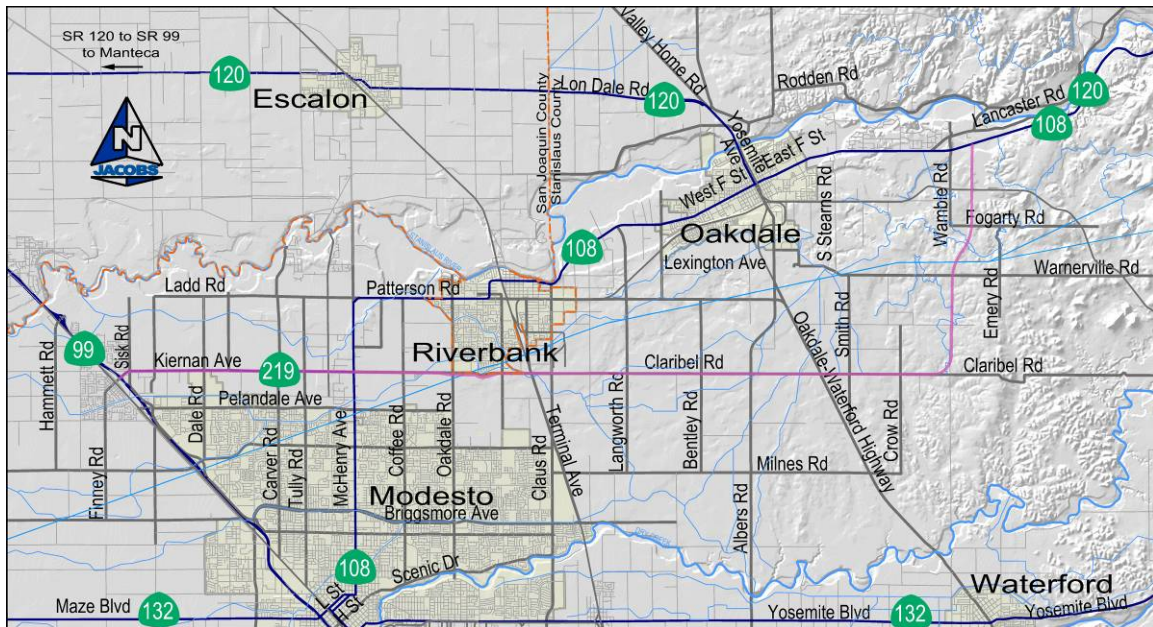 SR 120 to SR 99
to Manteca
120
Escalon
N
JACOBS
San Joaquin County
Stanislaus County
Valley Home Rd
Lon Dale Rd
120
Rodden Rd
Lancaster Rd
120
108
Yosemite
Ave
East F St
West F St
Oakdale
S Stearns Rd
Wamble Rd
Fogarty Rd
108
Lexington Ave
Warnerville Rd
Ladd Rd
Patterson Rd
Riverbank
Hammett Rd
99
Sisk Rd
Kiernan Ave
219
Claribel Rd
Smith Rd
Emery Rd
Claribel Rd
Oakdale-Waterford Highway
Pelandale Ave
Dale Rd
Finney Rd
Carver Rd
Tully Rd
McHenry Ave
Coffee Rd
Oakdale Rd
Claus Rd
Terminal Ave
Langworth Rd
Bentley Rd
Crow Rd
Milnes Rd
Albers Rd
Modesto
Briggsmore Ave
108
Scenic Dr
L St
H St
Maze Blvd
132
Yosemite Blvd
132
Waterford
Yosemite Blvd